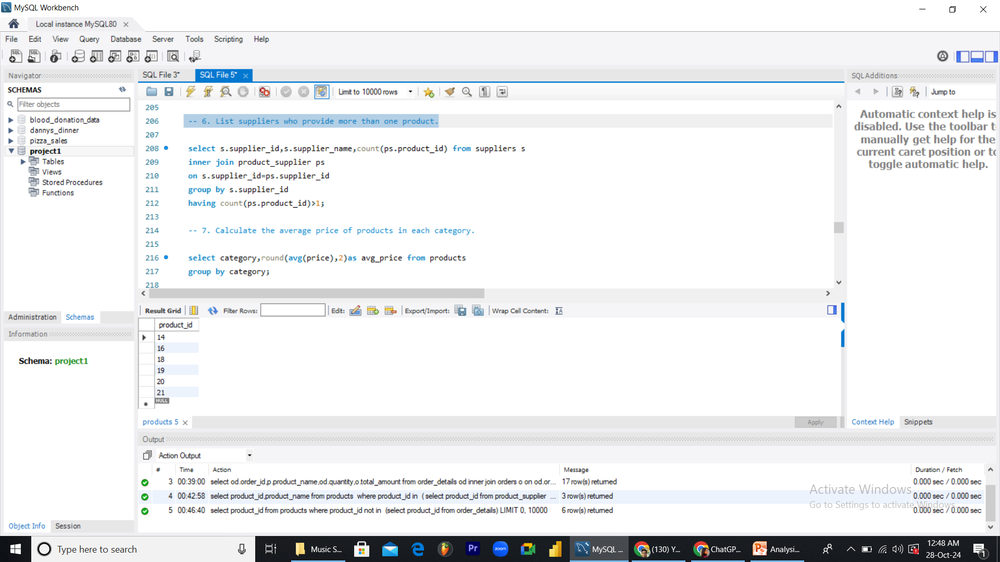 MySQL Workbench
Local instance MySQL80
File Edit View Query Database Server Tools Scripting Help
Navigator
SCHEMAS
Filter objects
blood_donation_data
dannys_dinner
pizza_sales
project1
Tables
Views
Stored Procedures
Functions
Administration Schemas
Information
Schema: project1
Object Info Session
SQL File 3* SQL File 5*
Limit to 10000 rows
205
206 -- 6. List suppliers who provide more than one product.
207
208 select s.supplier_id,s.supplier_name,count(ps.product_id) from suppliers s
209 inner join product_supplier ps
210 on s.supplier_id=ps.supplier_id
211 group by s.supplier_id
212 having count(ps.product_id)>1;
213
214 -- 7. Calculate the average price of products in each category.
215
216 select category,round(avg(price),2)as avg_price from products
217 group by category;
218
Result Grid Filter Rows: Edit: Export/Import: Wrap Cell Content:
product_id
14
16
18
19
20
21
NULL
products 5
Apply
SQLAdditions
Jump to
Automatic context help is
disabled. Use the toolbar t
manually get help for the
current caret position or to
toggle automatic help.
Context Help Snippets
Output
Action Output
# Time Action Message Duration / Fetch
3 00:39:00 select od.order_id,p.product_name,od.quantity,o.total_amount from order_details od inner join orders o on od.or... 17 row(s) returned 0.000 sec / 0.000 sec
4 00:42:58 select product_id,product_name from products where product_id in ( select product_id from product_supplier ... 3 row(s) returned 0.000 sec / 0.000 sec
5 00:46:40 select product_id from products where product_id not in (select product_id from order_details) LIMIT 0, 10000 6 row(s) returned 0.000 sec / 0.000 sec
Activate Windows
Go to Settings to activate Windows.
Type here to search
Music S...
Pr
zoom
MySQL ...
(130) Y...
ChatGP...
Analysi...
12:48 AM
28-Oct-24
1